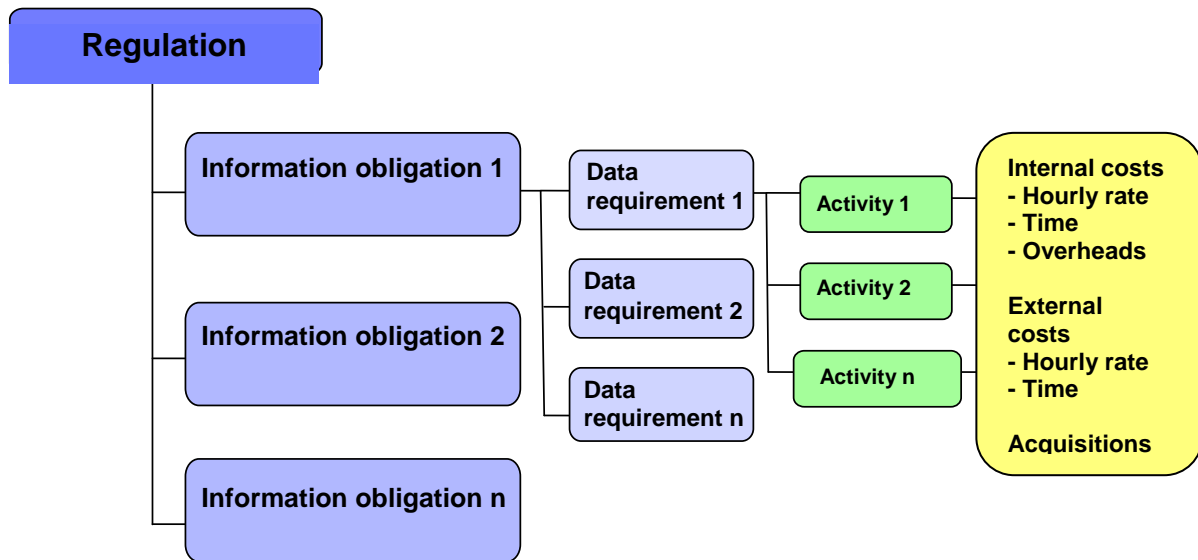 Regulation
Information obligation 1
Information obligation 2
Information obligation n
Data
requirement 1
Data
requirement 2
Data
requirement n
Activity 1
Activity 2
Activity n
Internal costs
- Hourly rate
- Time
- Overheads
External
costs
- Hourly rate
- Time
Acquisitions